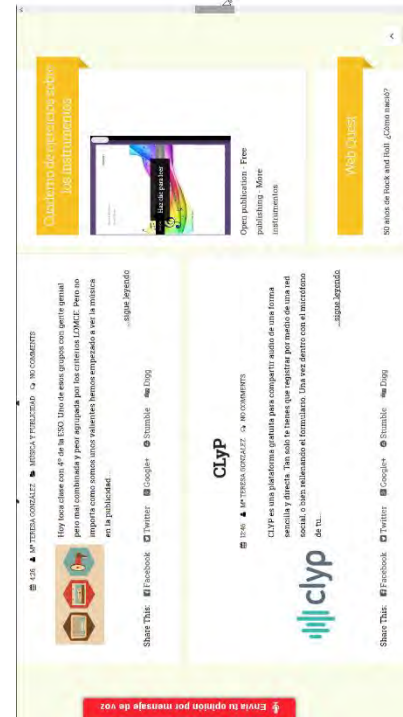 4:26 Mª TERESA GONZÁLEZ MÚSICA Y PUBLICIDAD NO COMMENTS
Hoy toca clase con 4º de la ESO. Uno de esos grupos con gente genial
pero mal combinada y peor agrupada por los criterios LOMCE. Pero no
importa como somos unos valientes hemos empezado a ver la música
en la publicidad...
...sigue leyendo
Share This: Facebook Twitter Google+ Stumble Digg
CLyP
12:46 Mª TERESA GONZÁLEZ NO COMMENTS
CLYP es una plataforma gratuita para compartir audio de una forma
sencilla y directa. Tan solo te tienes que registrar por medio de una red
social, o bien rellenando el formulario. Una vez dentro con el micrófono
de tu...
clyp
...sigue leyendo
Share This: Facebook Twitter Google+ Stumble Digg
Cuaderno de ejercicios sobre
los instrumentos
Haz clic para leer
Open publication - Free
publishing - More
instrumentos
Web Quest
50 años de Rock and Roll ¿Cómo nació?
Envía tu opinión por mensaje de voz